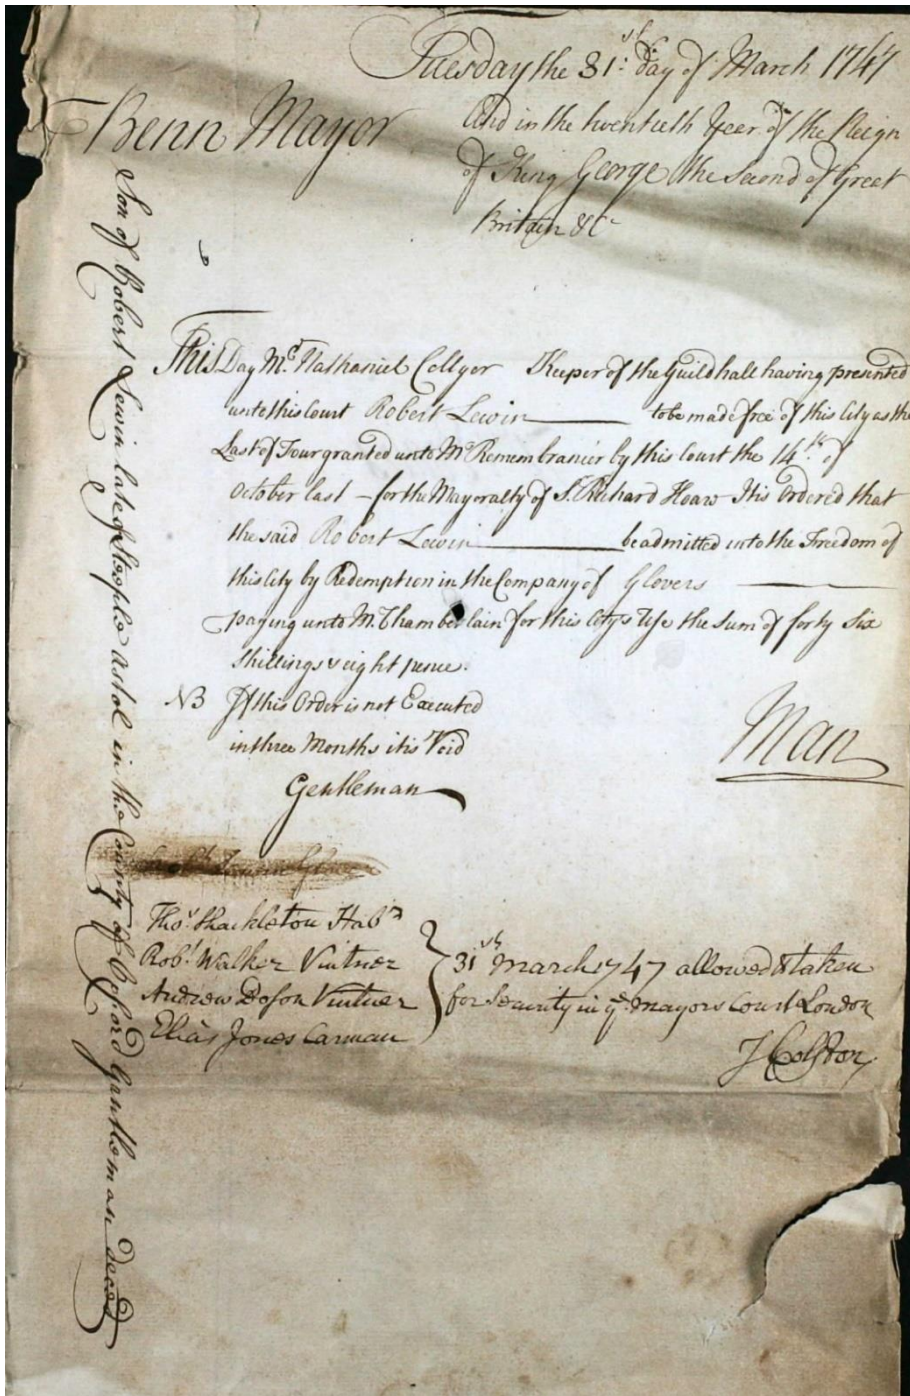 Benn Mayor
Tuesday the 31st: day of March 1747
And in the twentieth Year of the Reign
of King George the Second of Great
Britain &c
This Day Mr. Nathaniel Collyer Keeper of the Guildhall having presented
unto this Court Robert Lewin to be made free of this City as the
Last of Four granted unto Mr Remembrancer by this Court the 14th. of
October last - for the Mayoralty of Sr. Richard Hoare It is Ordered that
the said Robert Lewin be admitted into the Freedom of
this City by Redemption in the Company of Glovers
paying unto Mr. Chamberlain for this City's Use the Sum of forty Six
Shillings & eight pence.
NB If this Order is not Executed
in three Months it is Void
Man
Gentleman
Thos. Shackleton Habr
Robt. Walker Vintner
Andrew Doson Vintner
Elias Jones Carman
31st March 1747 allowed & taken
for Security in ye. Mayors Court London
J Colston
Son of Robert Lewin late of Steeple Astol in the County of Oxford Gentleman decd